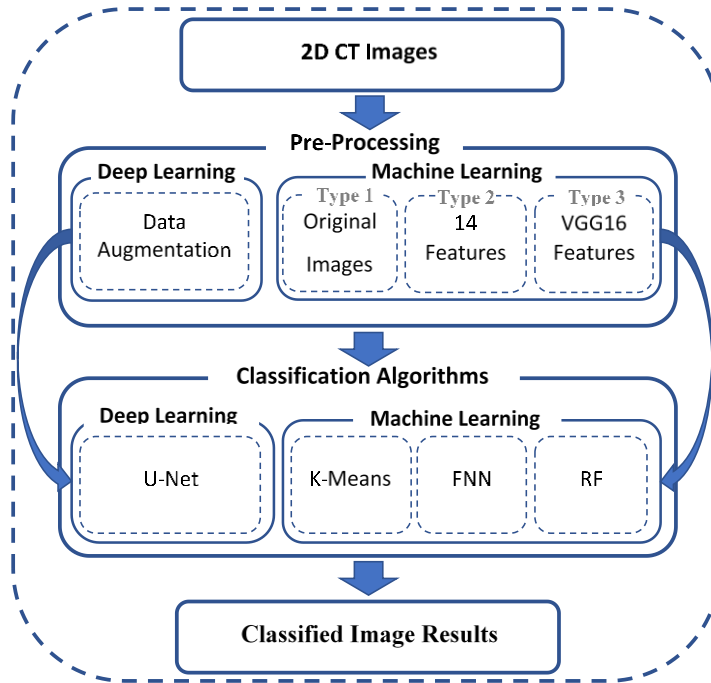 2D CT Images
Pre-Processing
Deep Learning
Machine Learning
Data
Augmentation
Type 1
Original
Images
Type 2
14
Features
Type 3
VGG16
Features
Classification Algorithms
Deep Learning
Machine Learning
U-Net
K-Means
FNN
RF
Classified Image Results